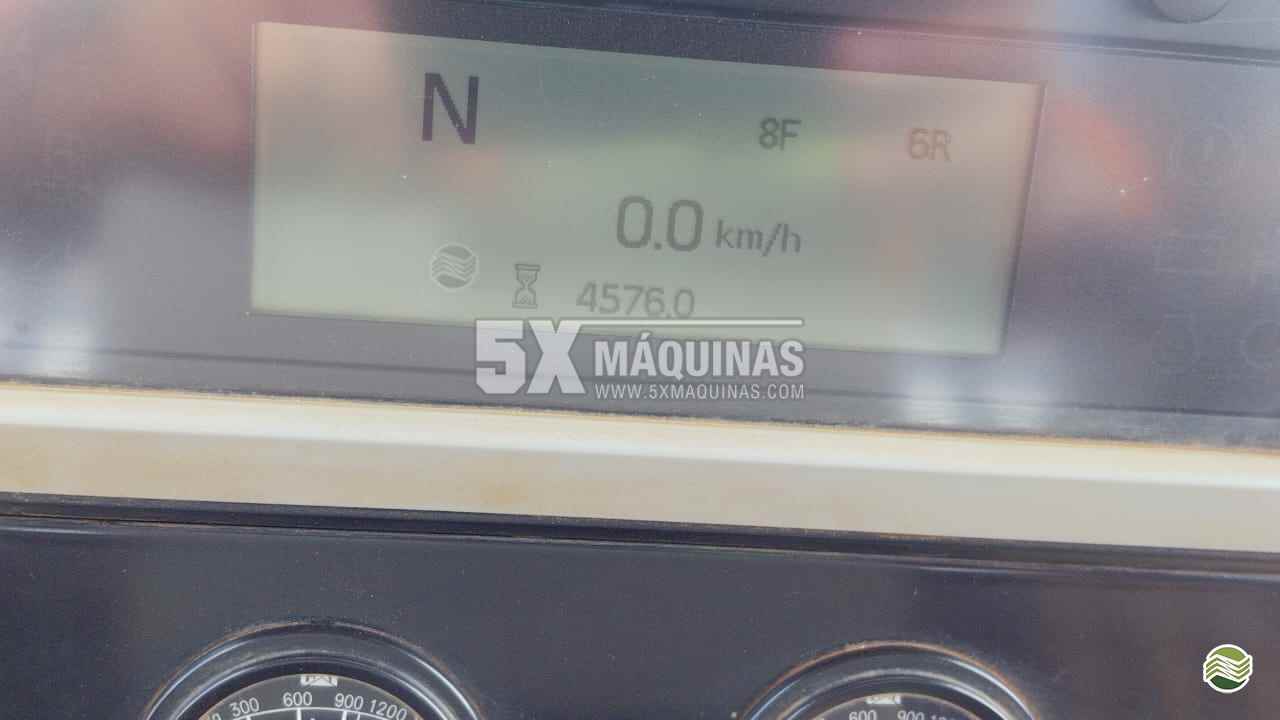 N 8F 6R
0.0 km/h
4576.0
5X MÁQUINAS
WWW.5XMAQUINAS.COM
300 600 900 1200
600 900